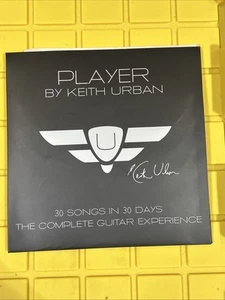 PLAYER
BY KEITH URBAN
U
Keith Urban
30 SONGS IN 30 DAYS
THE COMPLETE GUITAR EXPERIENCE